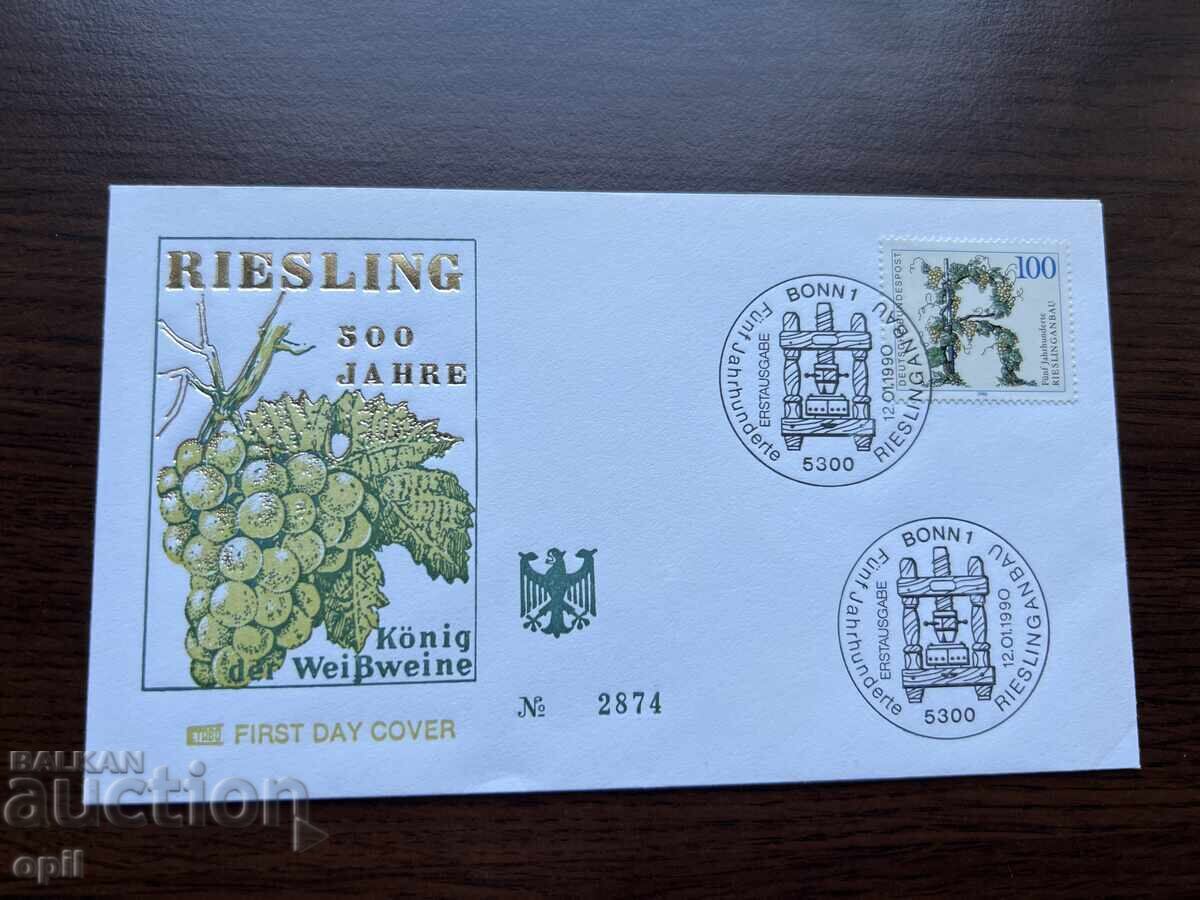 RIESLING
500
JAHRE
König
der Weißweine
ETB FIRST DAY COVER
№ 2874
BONN 1
ERSTAUSGABE
12.01.1990
5300
Fünf Jahrhunderte RIESLINGANBAU
DEUTSCHE BUNDESPOST
100
Fünf Jahrhunderte
RIESLINGANBAU
BONN 1
ERSTAUSGABE
12.01.1990
5300
Fünf Jahrhunderte RIESLINGANBAU
BALKAN
auction
opil